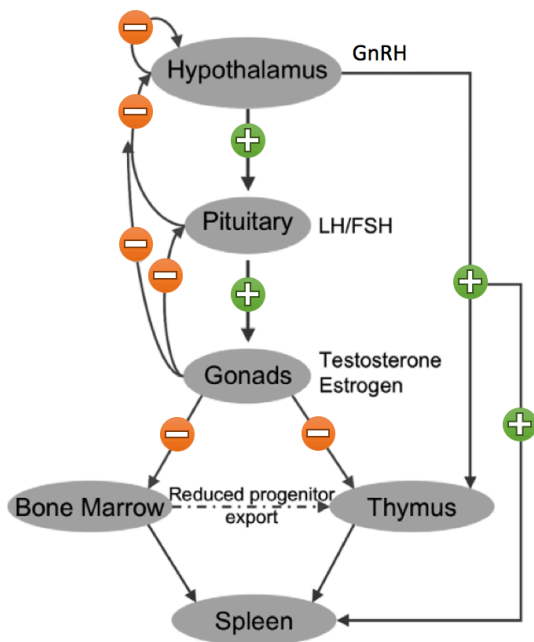 GnRH
Hypothalamus
Pituitary
LH/FSH
Gonads
Testosterone
Estrogen
Bone Marrow
Reduced progenitor
export
Thymus
Spleen